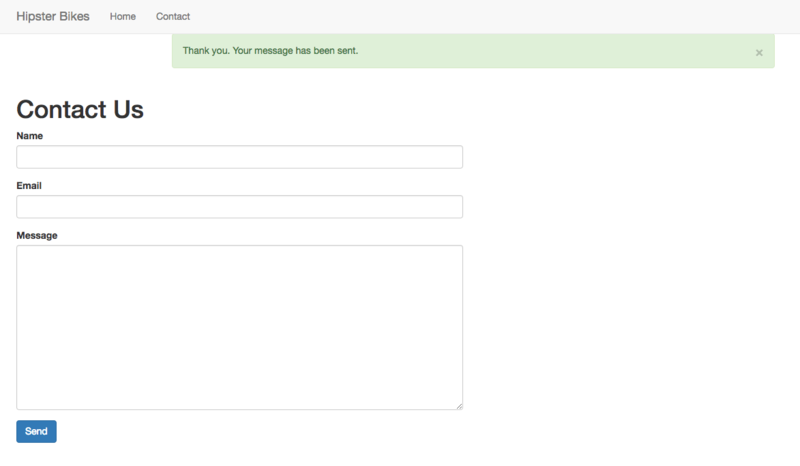 Hipster Bikes Home Contact
Thank you. Your message has been sent. ×
Contact Us
Name
Email
Message
Send